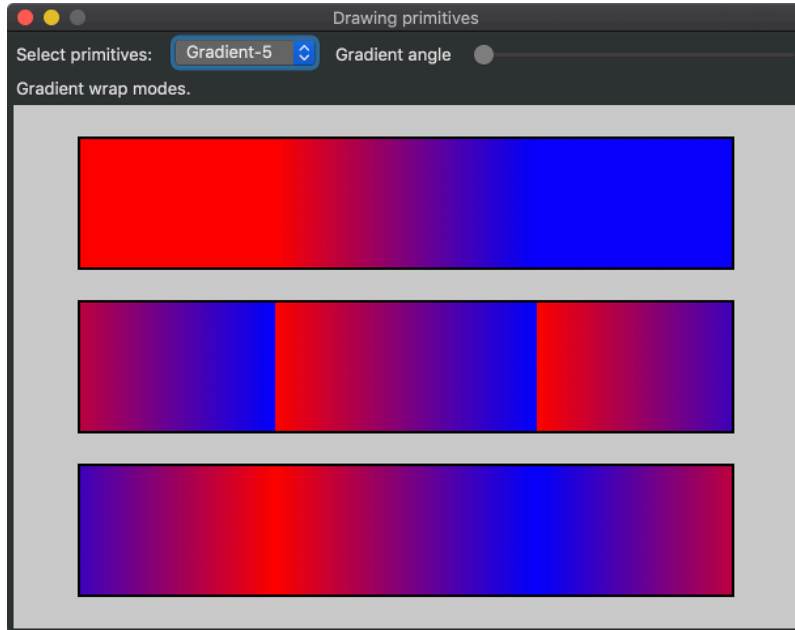 Drawing primitives
Select primitives: Gradient-5 Gradient angle
Gradient wrap modes.